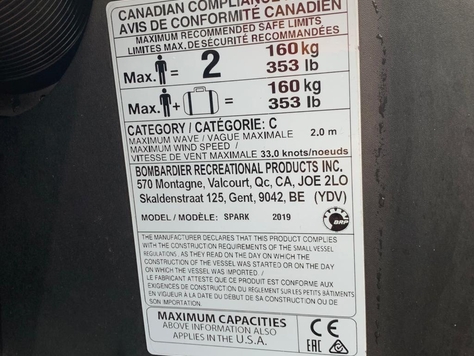 CANADIAN COMPLIANCE
AVIS DE CONFORMITÉ CANADIEN
MAXIMUM RECOMMENDED SAFE LIMITS
LIMITES MAX. DE SÉCURITÉ RECOMMANDÉES
Max. = 2 160 kg
353 lb
Max. + = 160 kg
353 lb
CATEGORY / CATÉGORIE: C
MAXIMUM WAVE / VAGUE MAXIMALE 2.0 m
MAXIMUM WIND SPEED /
VITESSE DE VENT MAXIMALE 33.0 knots/noeuds
BOMBARDIER RECREATIONAL PRODUCTS INC.
570 Montagne, Valcourt, Qc, CA, JOE 2LO
Skaldenstraat 125, Gent, 9042, BE (YDV)
MODEL / MODÈLE: SPARK 2019
BRP
THE MANUFACTURER DECLARES THAT THIS PRODUCT COMPLIES
WITH THE CONSTRUCTION REQUIREMENTS OF THE SMALL VESSEL
REGULATIONS, AS THEY READ ON THE DAY ON WHICH THE
CONSTRUCTION OF THE VESSEL WAS STARTED OR ON THE DAY
ON WHICH THE VESSEL WAS IMPORTED. /
LE FABRICANT ATTESTE QUE CE PRODUIT EST CONFORME AUX
EXIGENCES DE CONSTRUCTION DU RÈGLEMENT SUR LES PETITS BÂTIMENTS
EN VIGUEUR À LA DATE DU DÉBUT DE SA CONSTRUCTION OU DE
SON IMPORTATION.
MAXIMUM CAPACITIES
ABOVE INFORMATION ALSO
APPLIES IN THE U.S.A.
CE EAC